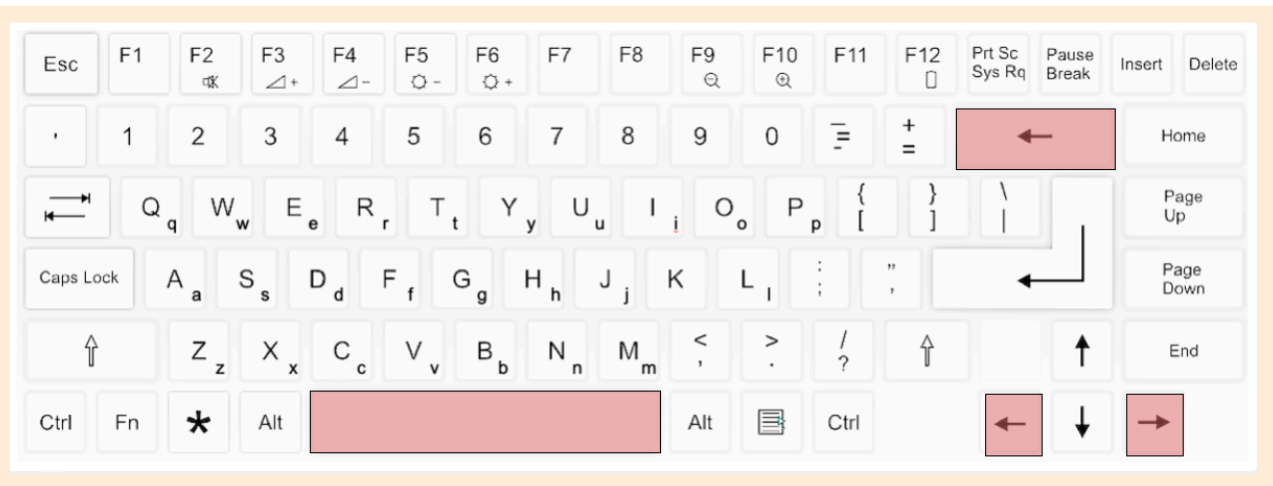 Esc F1 F2 F3 F4 F5 F6 F7 F8 F9 F10 F11 F12 Prt Sc Sys Rq Pause Break Insert Delete
' 1 2 3 4 5 6 7 8 9 0 _ = - + = ← Home
Q q W w E e R r T t Y y U u I i O o P p { [ } ] \ | Page Up
Caps Lock A a S s D d F f G g H h J j K L l : ; " , Page Down
⇧ Z z X x C c V v B b N n M m < , > . / ? ⇧ ↑ End
Ctrl Fn * Alt Alt Ctrl ← ↓ →